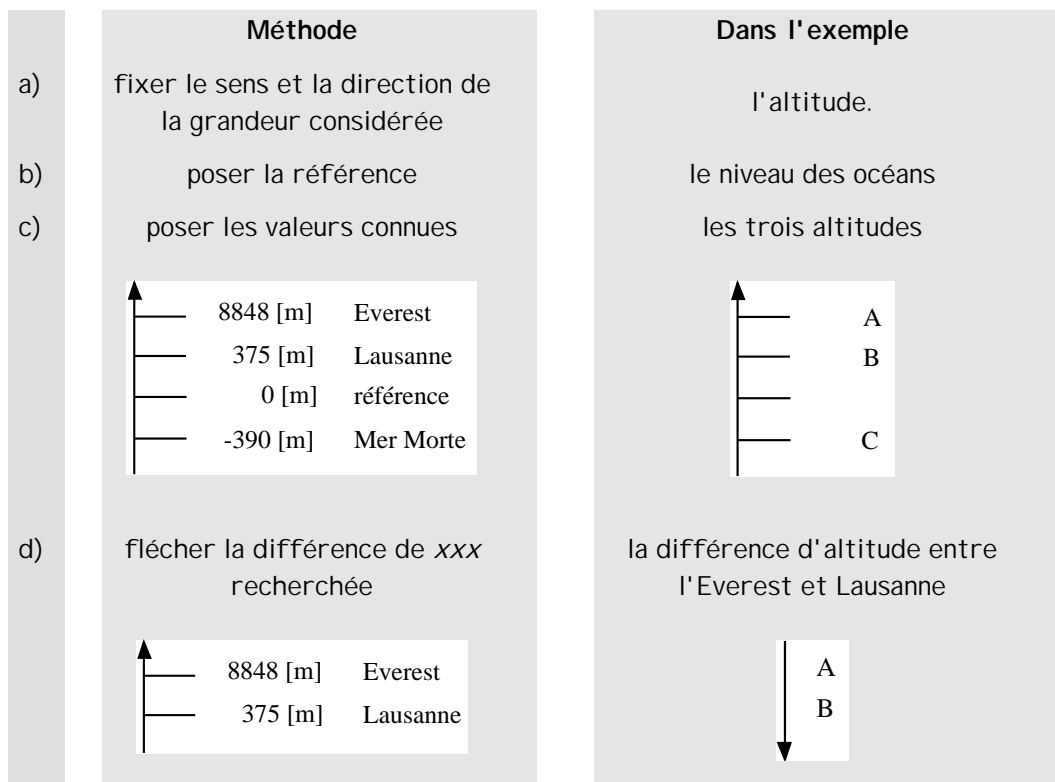 Méthode Dans l'exemple
a) fixer le sens et la direction de
la grandeur considérée
l'altitude.
b) poser la référence le niveau des océans
c) poser les valeurs connues les trois altitudes
8848 [m] Everest A
375 [m] Lausanne B
0 [m] référence
-390 [m] Mer Morte C
d) flécher la différence de xxx
recherchée
la différence d'altitude entre
l'Everest et Lausanne
8848 [m] Everest A
375 [m] Lausanne B